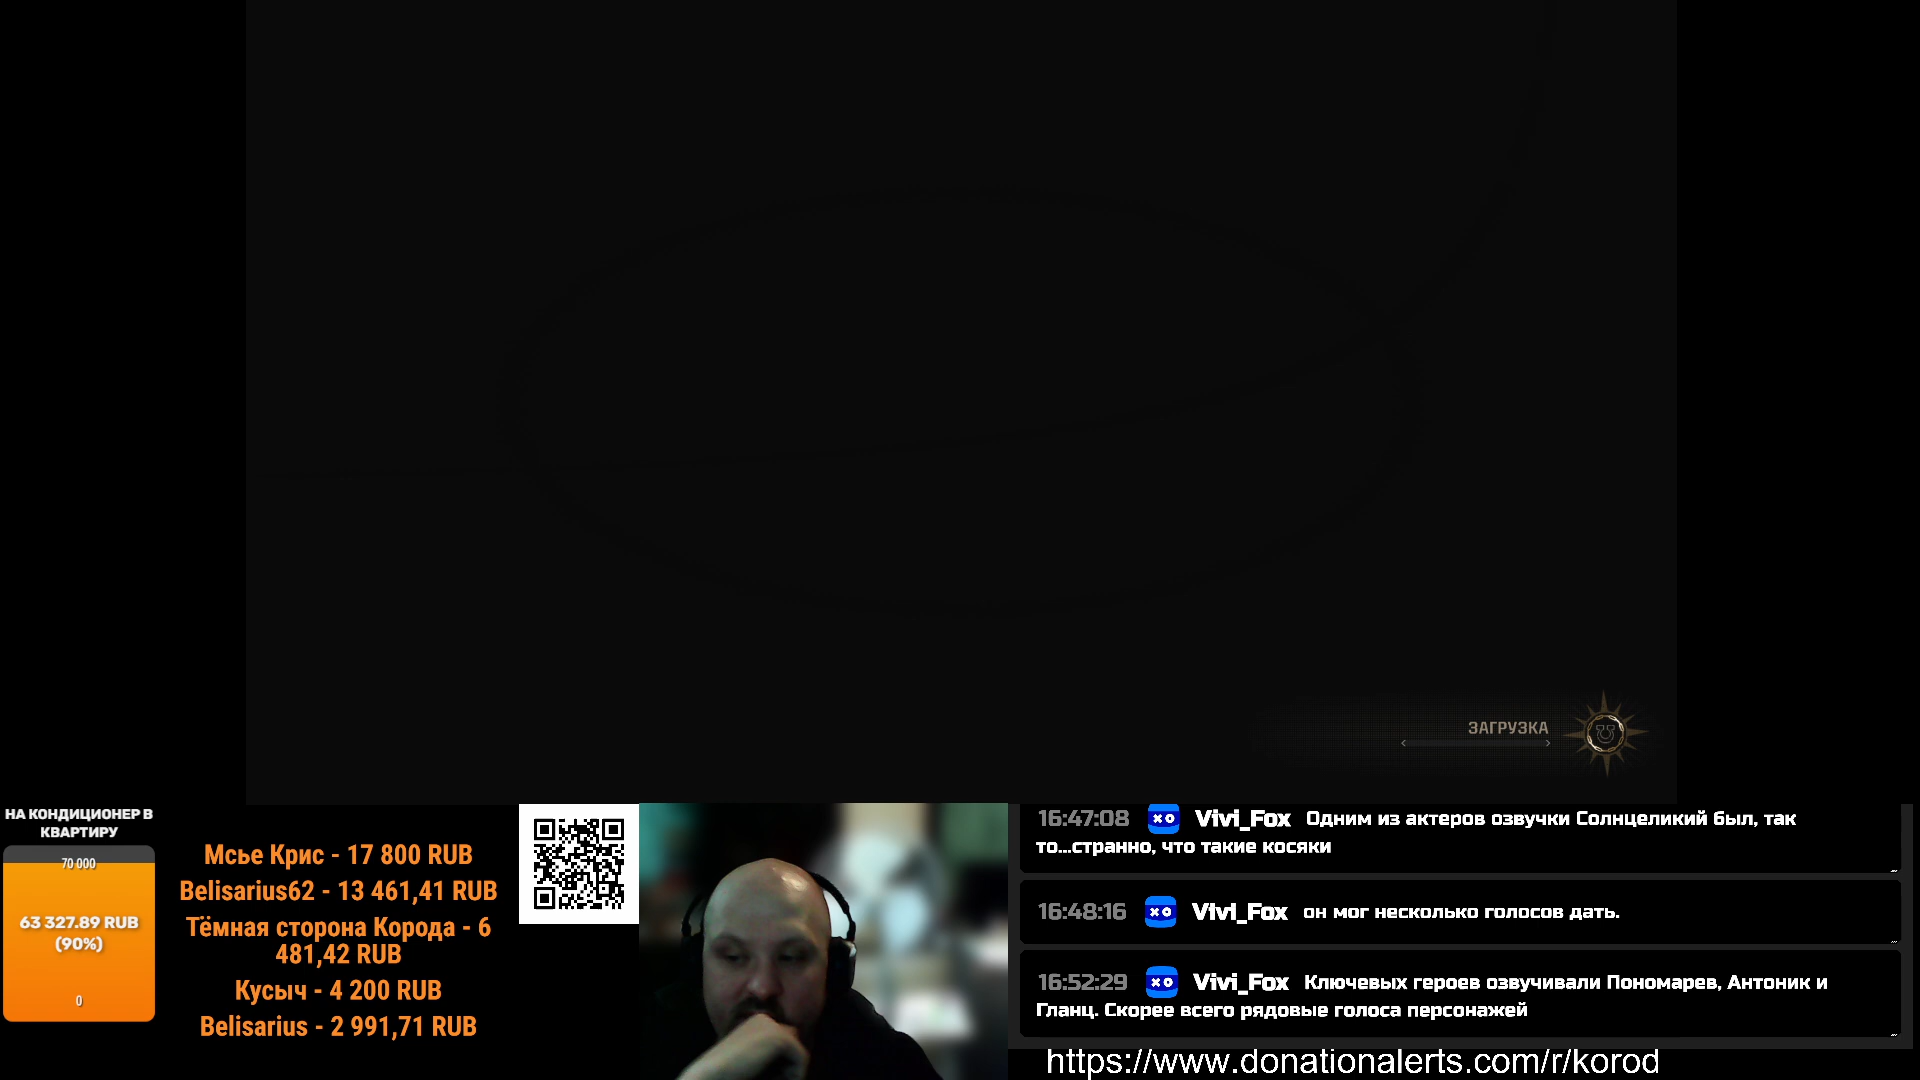 ЗАГРУЗКА
НА КОНДИЦИОНЕР В
КВАРТИРУ
70 000
63 327.89 RUB
(90%)
0
Мсье Крис - 17 800 RUB
Belisarius62 - 13 461,41 RUB
Тёмная сторона Корода - 6
481,42 RUB
Кусыч - 4 200 RUB
Belisarius - 2 991,71 RUB
16:47:08 Vivi_Fox Одним из актеров озвучки Солнцеликий был, так
то...странно, что такие косяки
16:48:16 Vivi_Fox он мог несколько голосов дать.
16:52:29 Vivi_Fox Ключевых героев озвучивали Пономарев, Антоник и
Гланц. Скорее всего рядовые голоса персонажей
https://www.donationalerts.com/r/korod